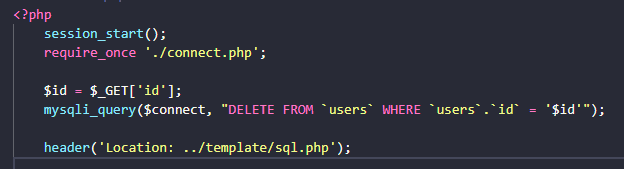 <?php
session_start();
require_once './connect.php';
$id = $_GET['id'];
mysqli_query($connect, "DELETE FROM `users` WHERE `users`.`id` = '$id'");
header('Location: ../template/sql.php');